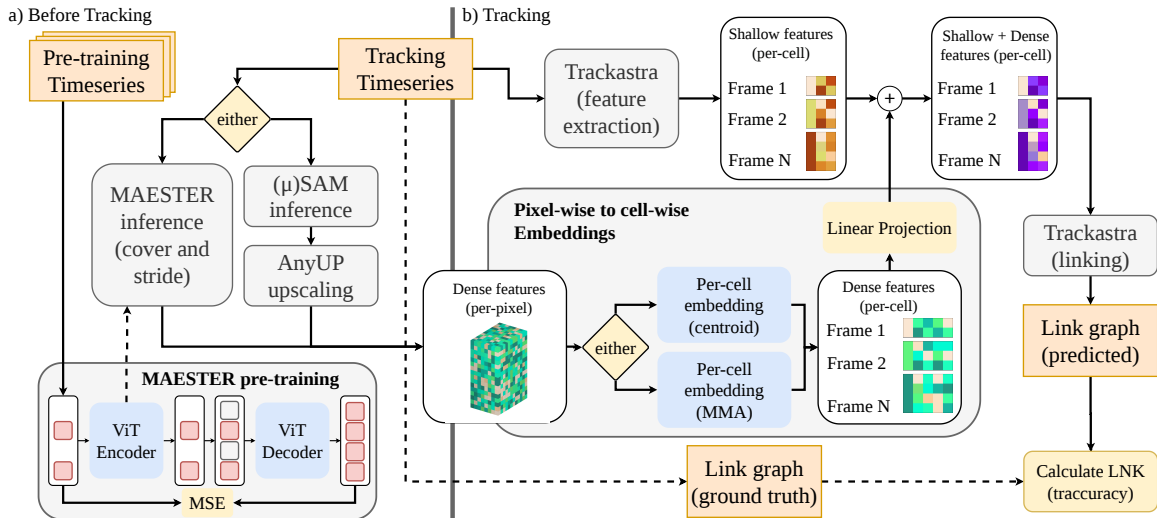 a) Before Tracking
b) Tracking
Pre-training
Timeseries
Tracking
Timeseries
either
MAESTER
inference
(cover and
stride)
(μ)SAM
inference
AnyUP
upscaling
MAESTER pre-training
ViT
Encoder
ViT
Decoder
MSE
Trackastra
(feature
extraction)
Shallow features
(per-cell)
Frame 1
Frame 2
Frame N
+
Shallow + Dense
features (per-cell)
Frame 1
Frame 2
Frame N
Pixel-wise to cell-wise
Embeddings
Linear Projection
Dense features
(per-pixel)
either
Per-cell
embedding
(centroid)
Per-cell
embedding
(MMA)
Dense features
(per-cell)
Frame 1
Frame 2
Frame N
Trackastra
(linking)
Link graph
(predicted)
Link graph
(ground truth)
Calculate LNK
(traccuracy)